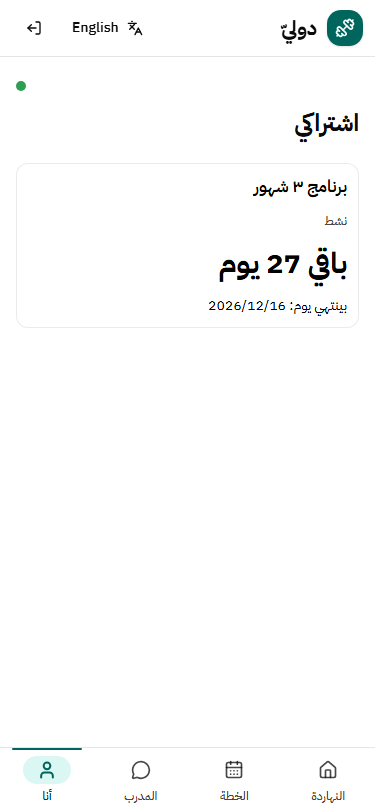 دوليّ
English
اشتراكي
برنامج ٣ شهور
نشط
باقي 27 يوم
بينتهي يوم: 2026/12/16
النهاردة
الخطة
المدرب
أنا